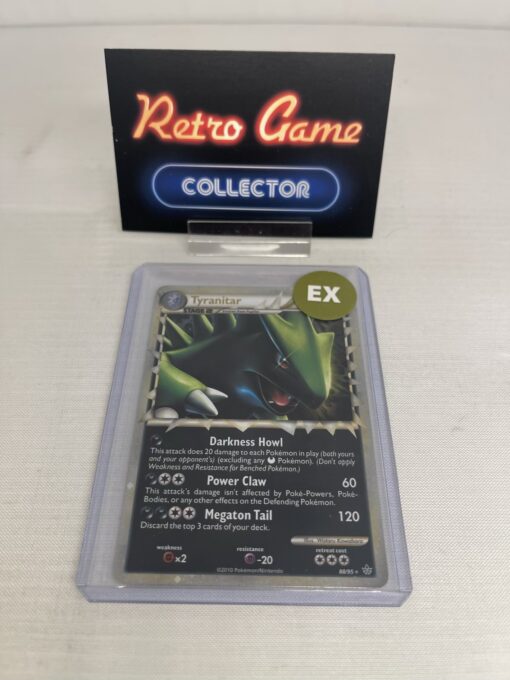 Retro Game
COLLECTOR
EX
Tyranitar
STAGE 2
Darkness Howl
This attack does 20 damage to each Pokémon in play (both yours
and your opponent's) (excluding any Pokémon). (Don't apply
Weakness and Resistance for Benched Pokémon.)
Power Claw 60
This attack's damage isn't affected by Poké-Powers, Poké-
Bodies, or any other effects on the Defending Pokémon.
Megaton Tail 120
Discard the top 3 cards of your deck.
weakness resistance retreat cost
x2 -20
©2010 Pokémon/Nintendo 88/95